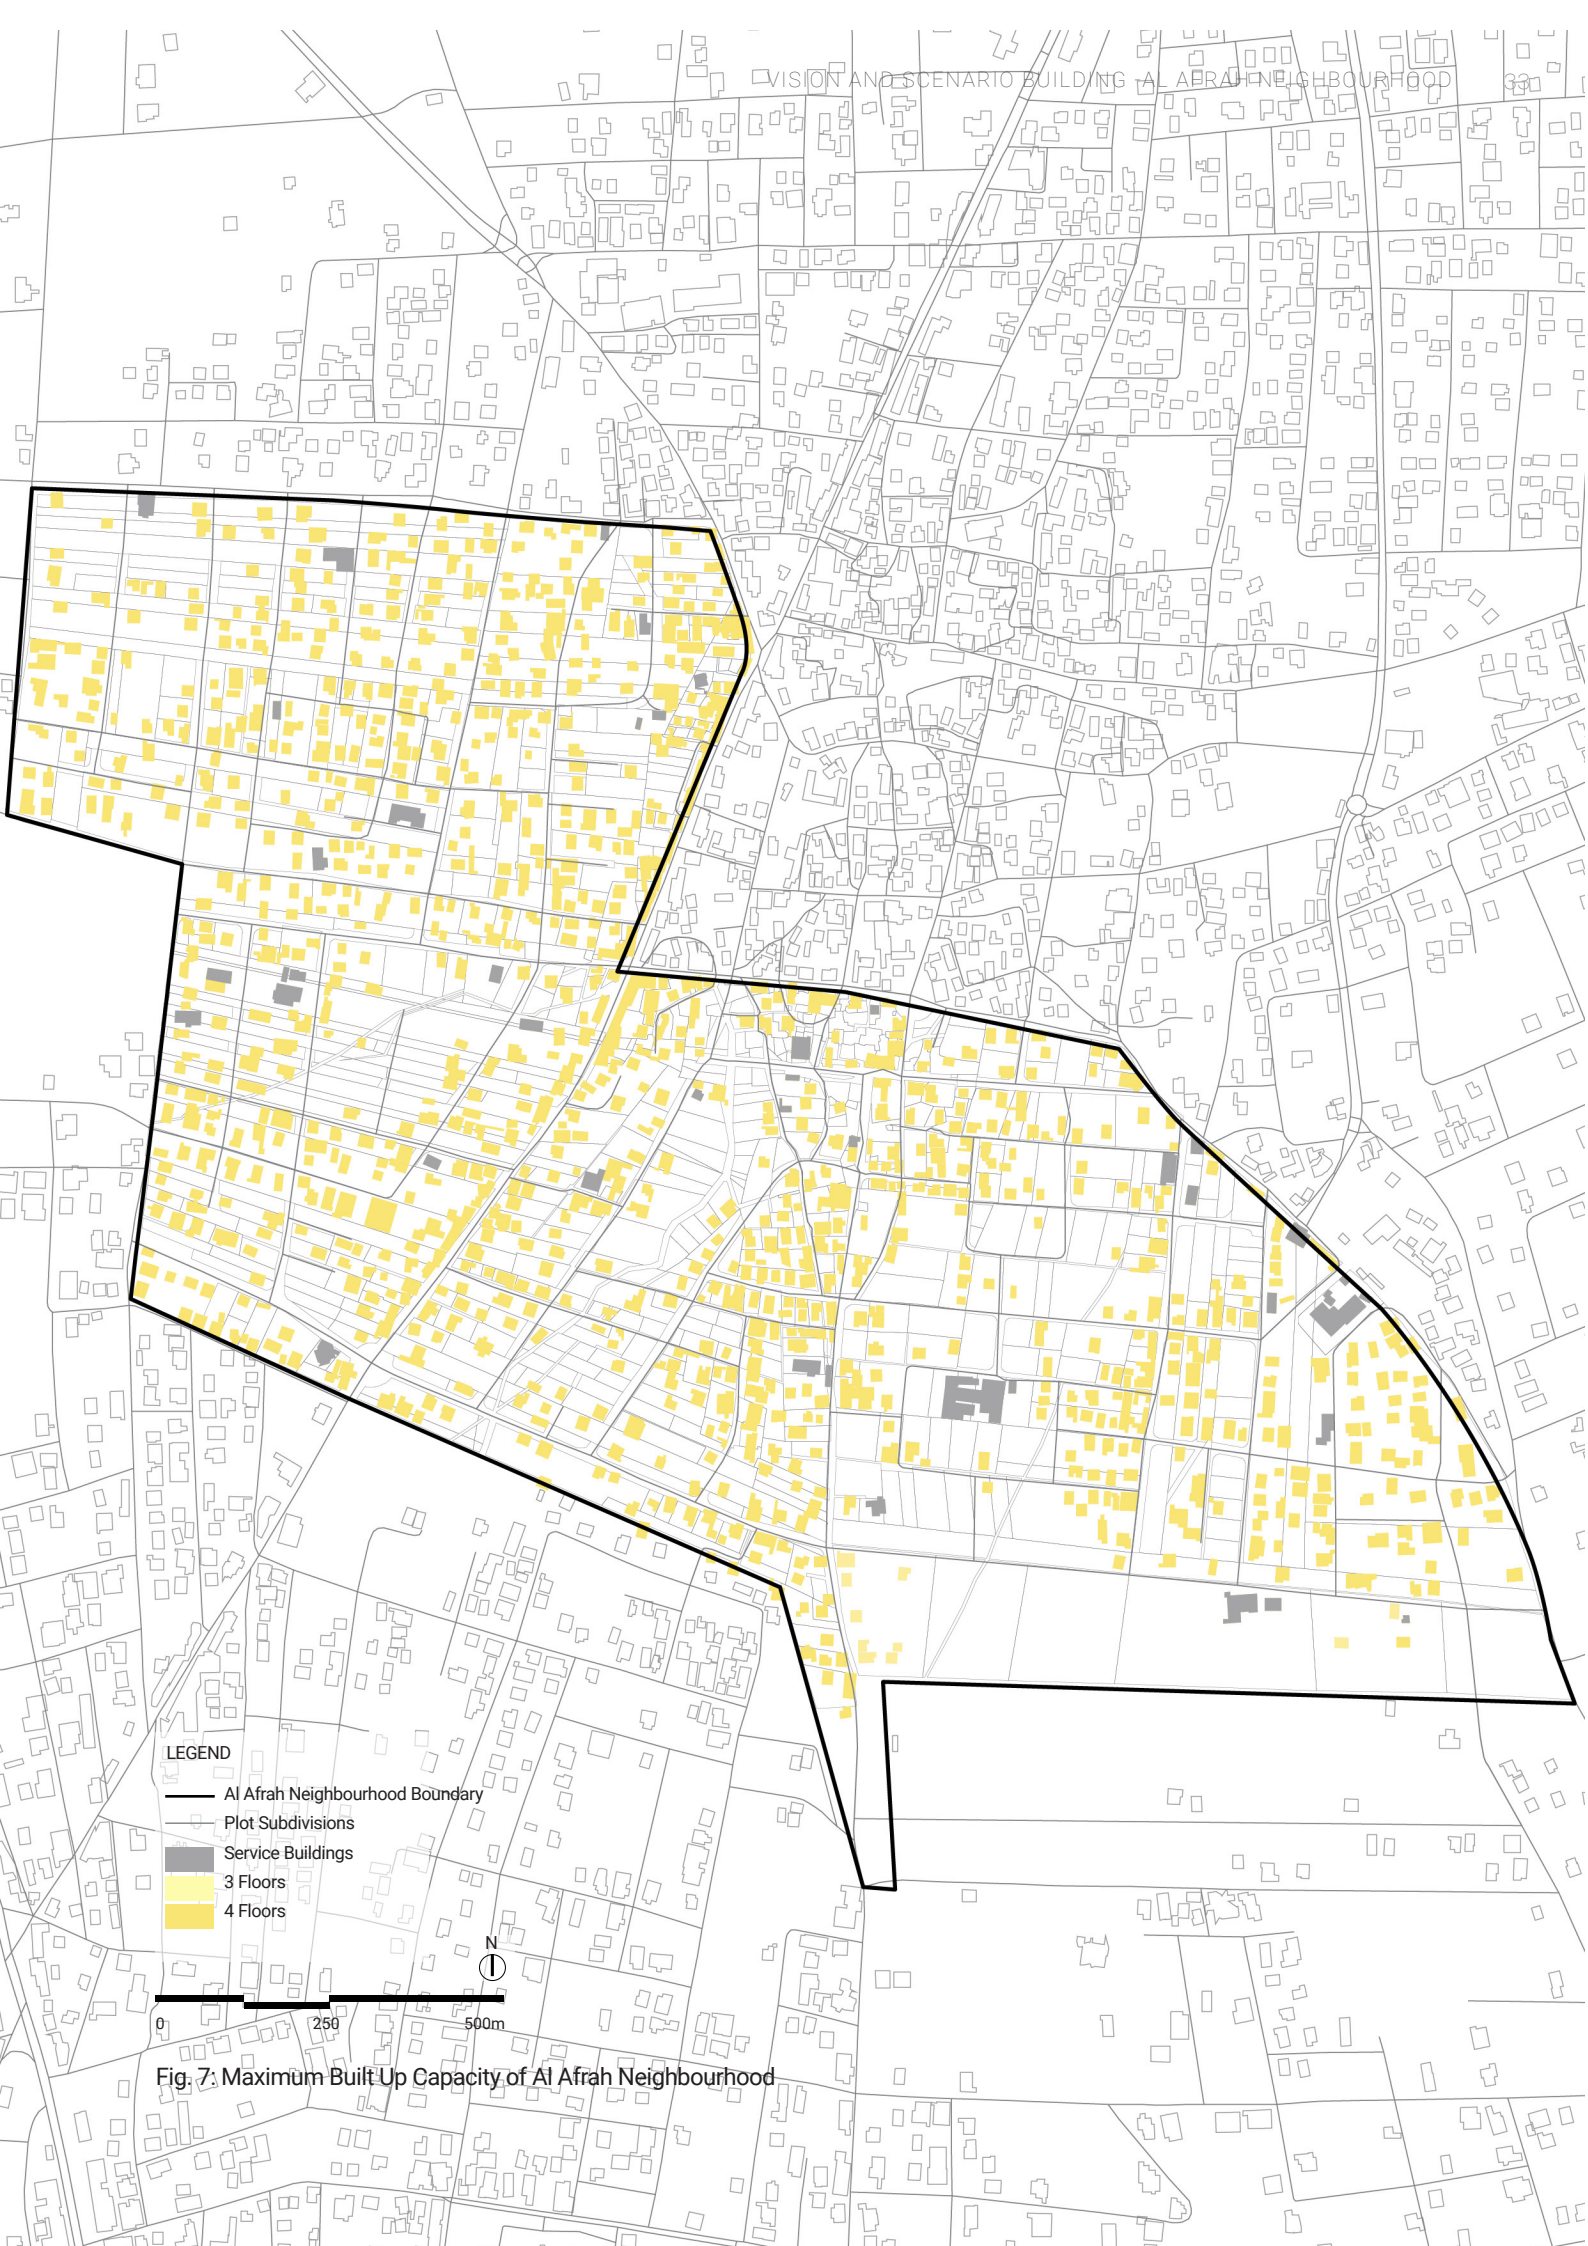 VISION AND SCENARIO BUILDING -AL AFRAH NEIGHBOURHOOD 33
LEGEND
Al Afrah Neighbourhood Boundary
Plot Subdivisions
Service Buildings
3 Floors
4 Floors
N
0 250 500m
Fig. 7: Maximum Built Up Capacity of Al Afrah Neighbourhood